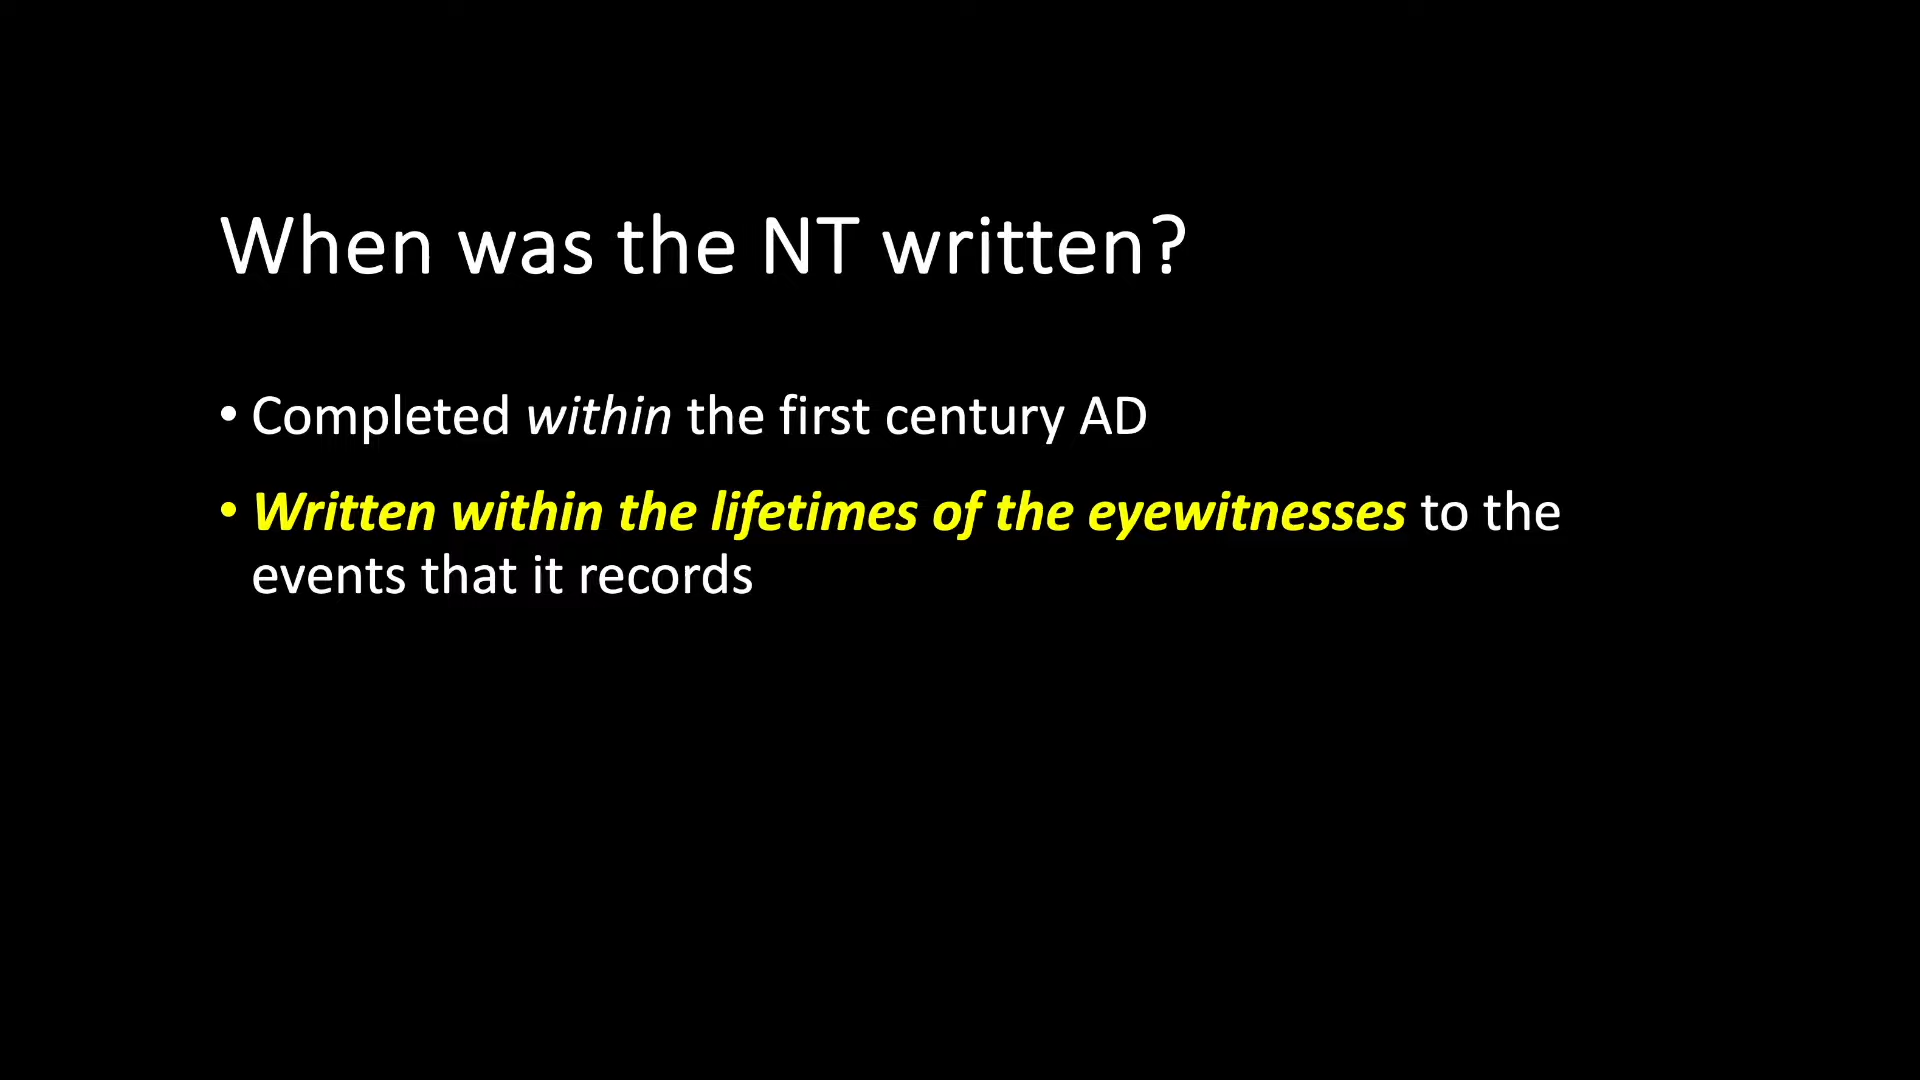 When was the NT written?
• Completed within the first century AD
• Written within the lifetimes of the eyewitnesses to the
events that it records